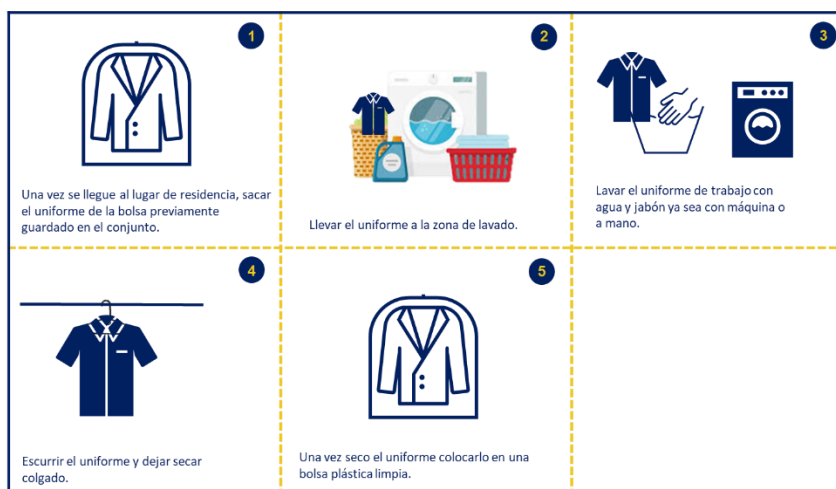 1
Una vez se llegue al lugar de residencia, sacar
el uniforme de la bolsa previamente
guardado en el conjunto.
2
Llevar el uniforme a la zona de lavado.
3
Lavar el uniforme de trabajo con
agua y jabón ya sea con máquina o
a mano.
4
Escurrir el uniforme y dejar secar
colgado.
5
Una vez seco el uniforme colocarlo en una
bolsa plástica limpia.